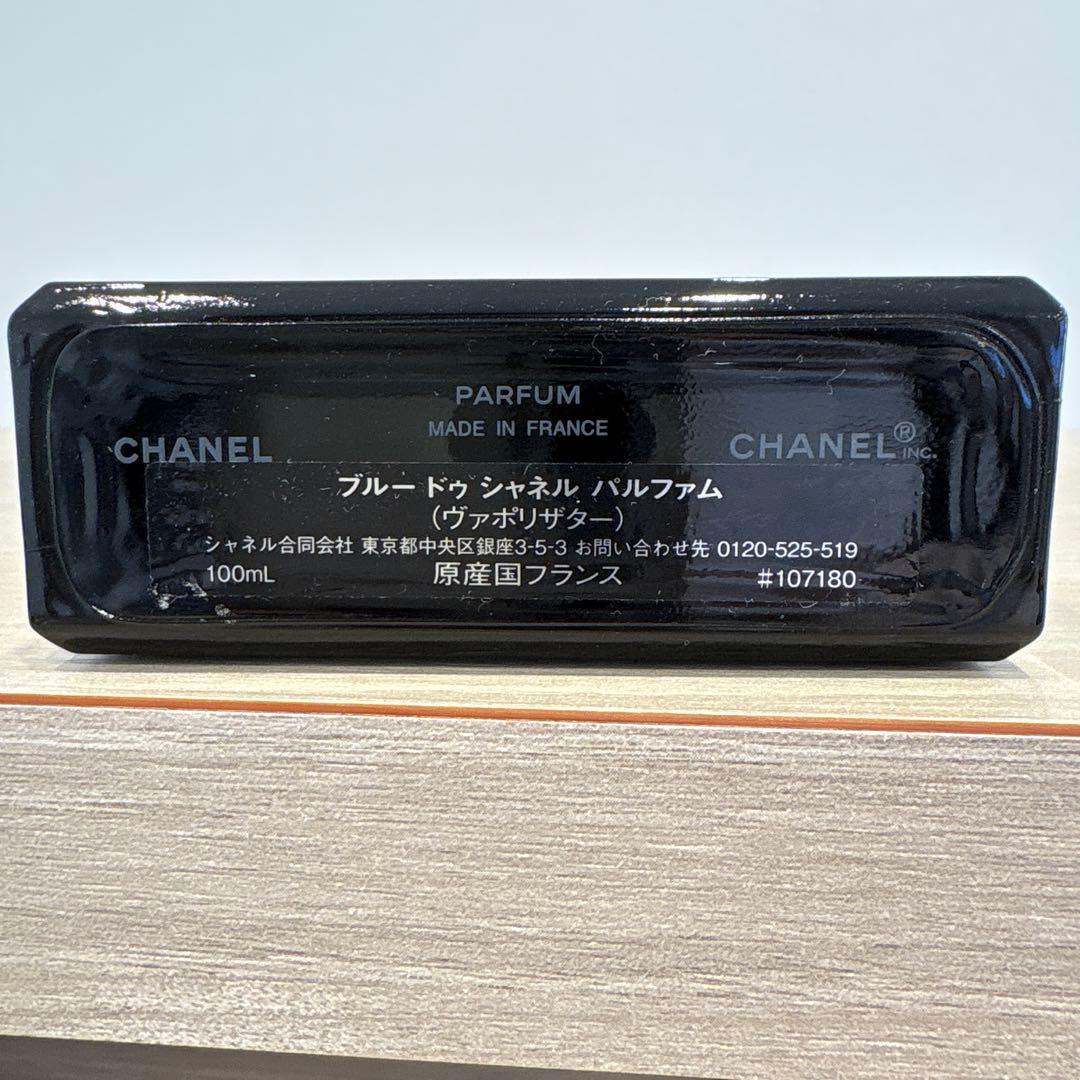 PARFUM
MADE IN FRANCE
CHANEL
CHANEL® INC.
ブルー ドゥ シャネル パルファム
(ヴァポリザター)
シャネル合同会社 東京都中央区銀座3-5-3 お問い合わせ先 0120-525-519
100mL 原産国フランス #107180